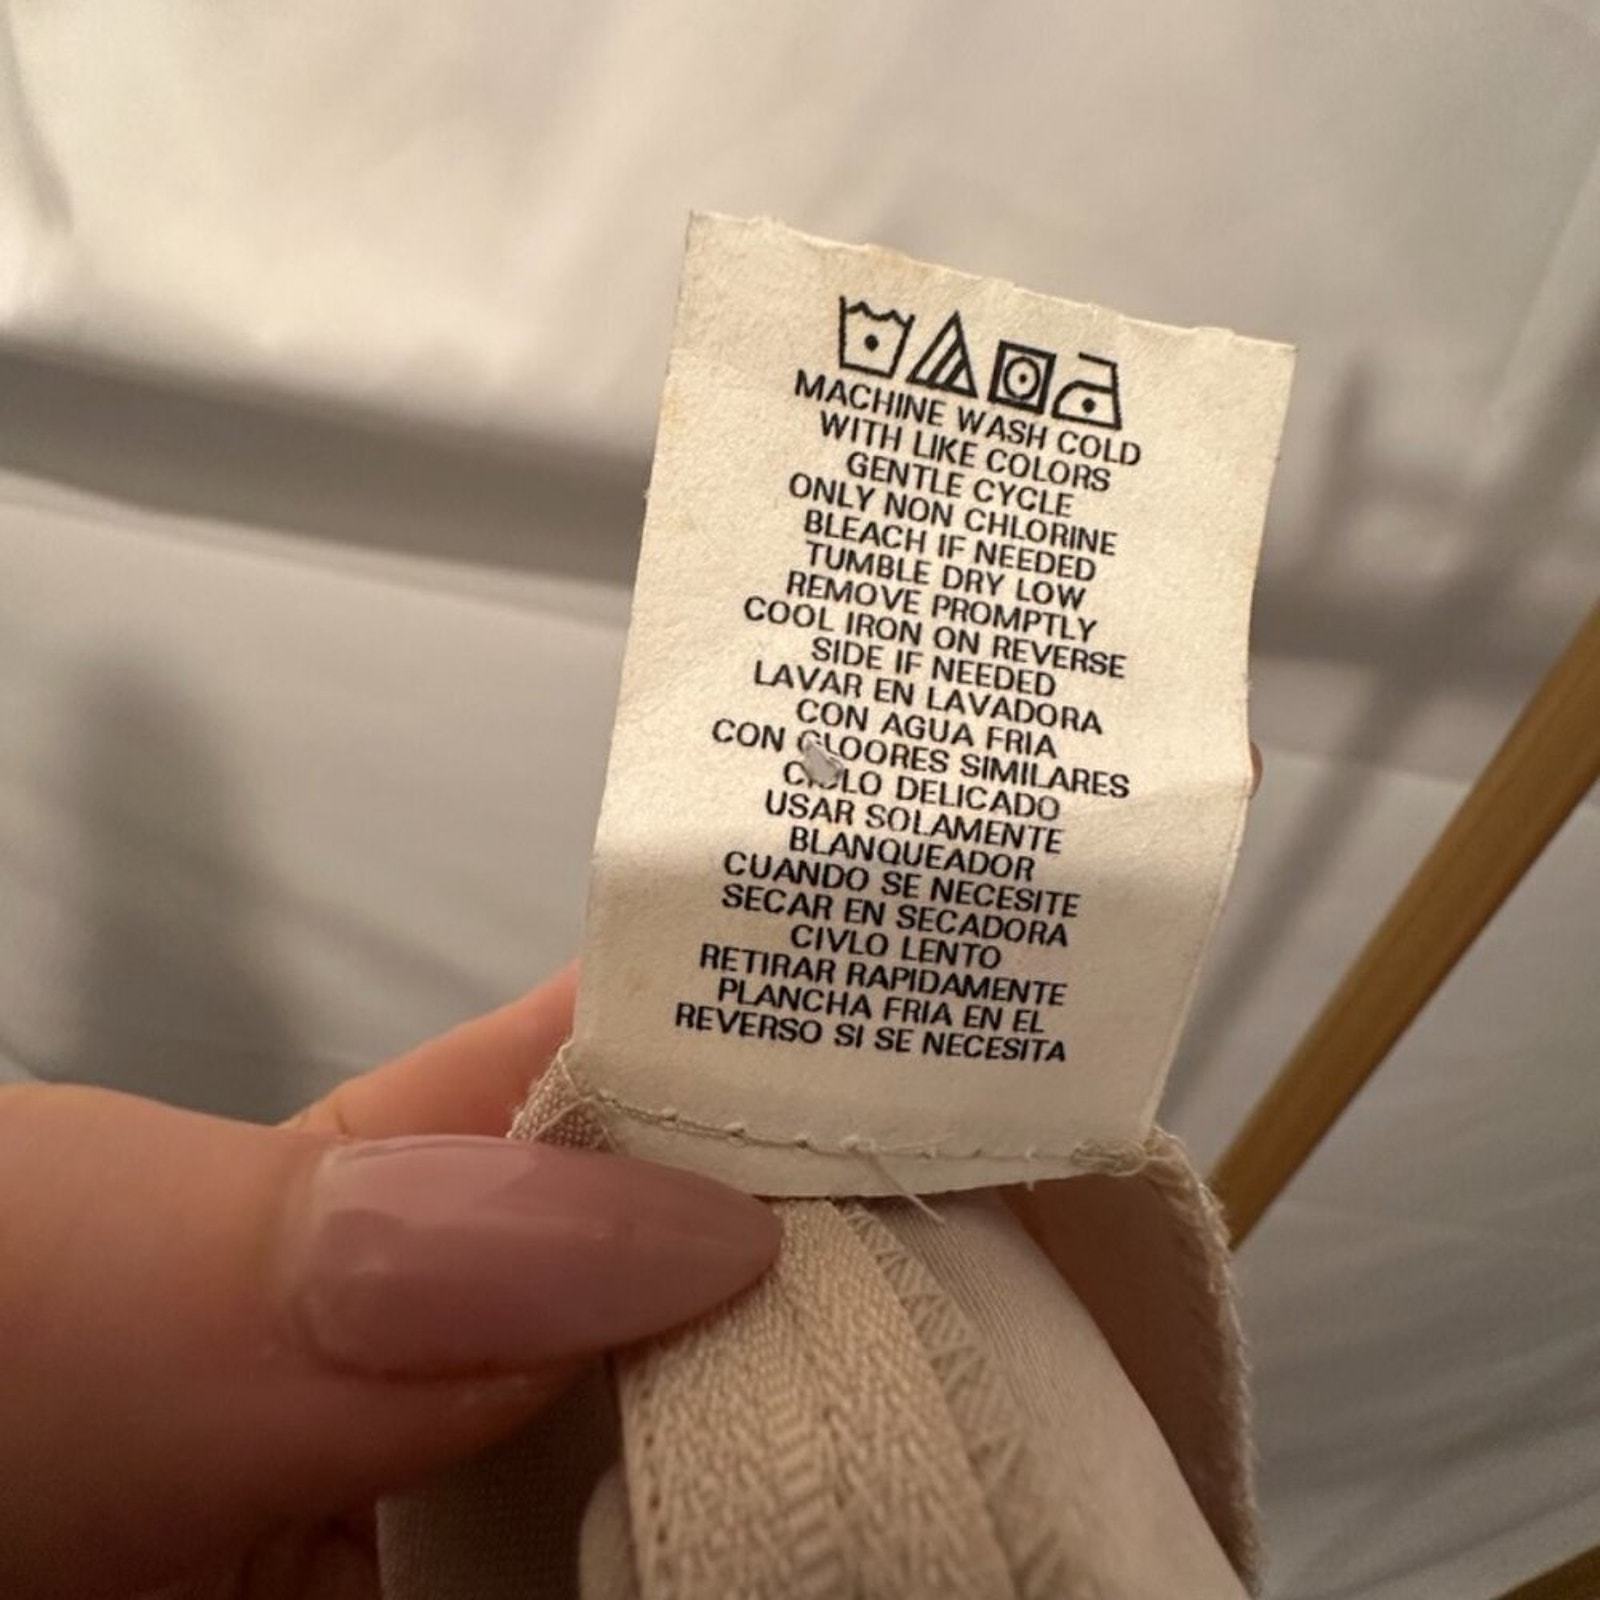 MACHINE WASH COLD
WITH LIKE COLORS
GENTLE CYCLE
ONLY NON CHLORINE
BLEACH IF NEEDED
TUMBLE DRY LOW
REMOVE PROMPTLY
COOL IRON ON REVERSE
SIDE IF NEEDED
LAVAR EN LAVADORA
CON AGUA FRIA
CON CLOORES SIMILARES
CICLO DELICADO
USAR SOLAMENTE
BLANQUEADOR
CUANDO SE NECESITE
SECAR EN SECADORA
CIVLO LENTO
RETIRAR RAPIDAMENTE
PLANCHA FRIA EN EL
REVERSO SI SE NECESITA